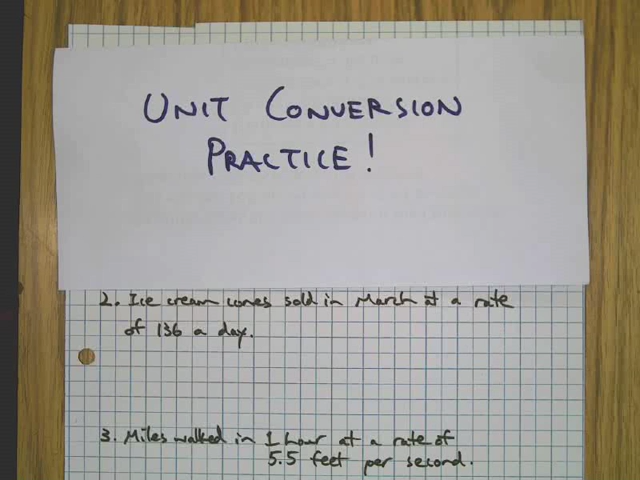 UNIT CONVERSION
PRACTICE!
2. Ice cream cones sold in March at a rate
of 136 a day.
3. Miles walked in 1 hour at a rate of
5.5 feet per second.